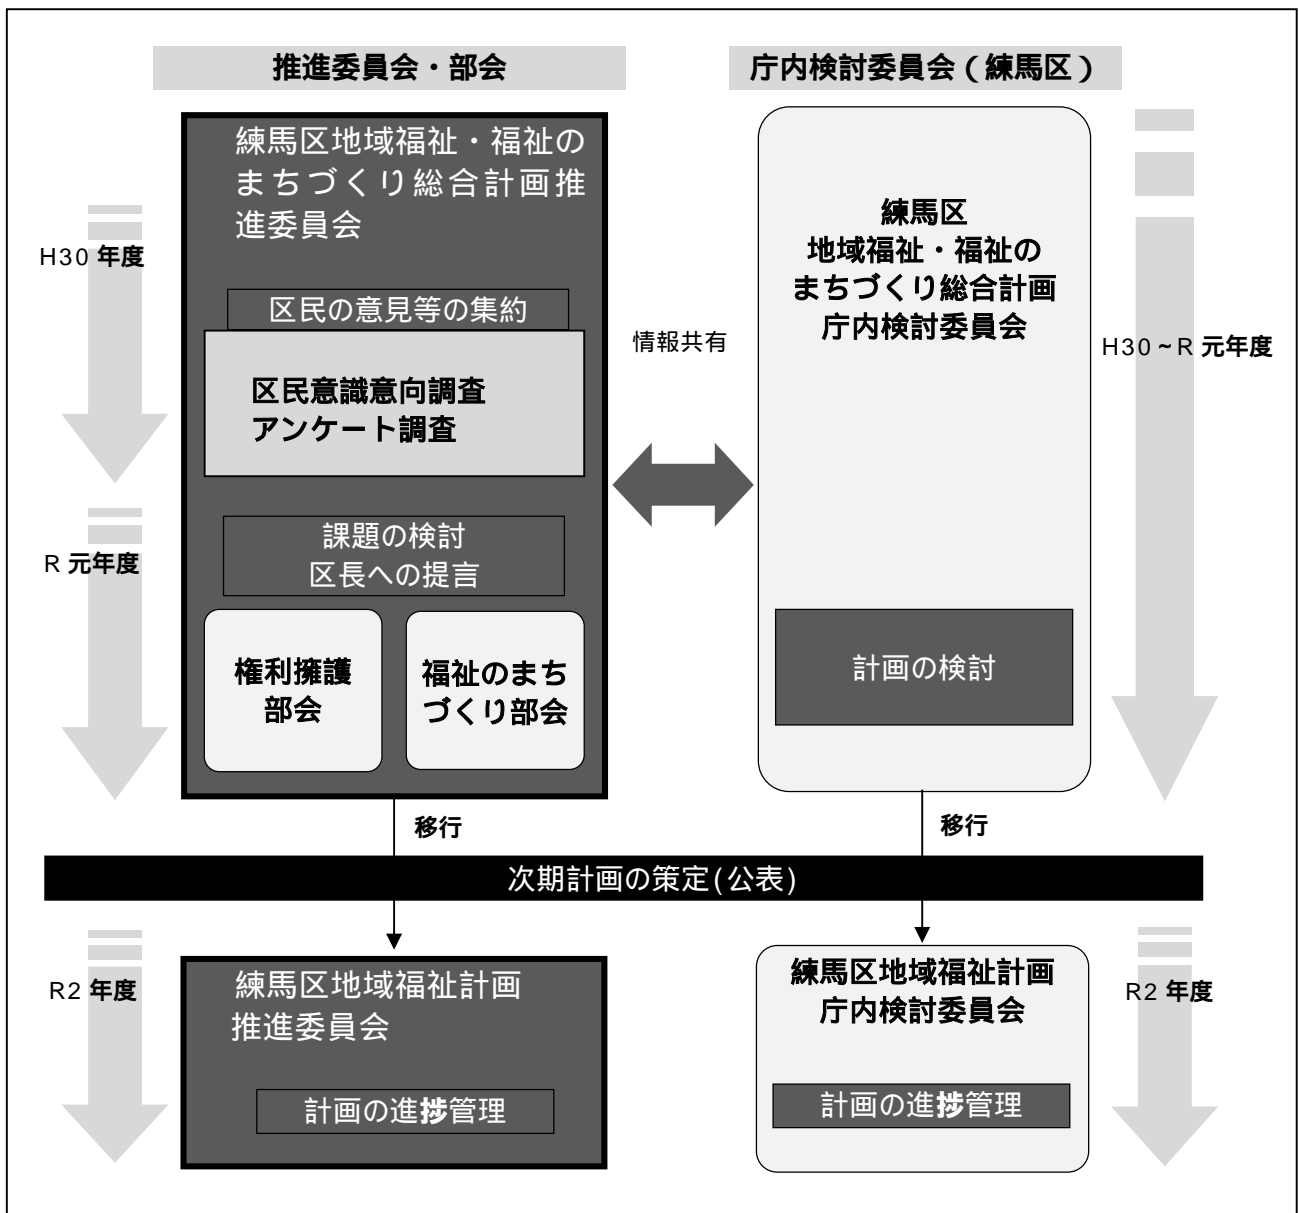 推進委員会・部会
庁内検討委員会(練馬区)
練馬区地域福祉・福祉の
まちづくり総合計画推
進委員会
H30 年度
区民の意見等の集約
区民意識意向調査
アンケート調査
課題の検討
区長への提言
R 元年度
権利擁護
部会
福祉のまち
づくり部会
情報共有
練馬区
地域福祉・福祉の
まちづくり総合計画
庁内検討委員会
H30~R 元年度
計画の検討
移行
移行
次期計画の策定(公表)
R2 年度
練馬区地域福祉計画
推進委員会
計画の進捗管理
練馬区地域福祉計画
庁内検討委員会
計画の進捗管理
R2 年度